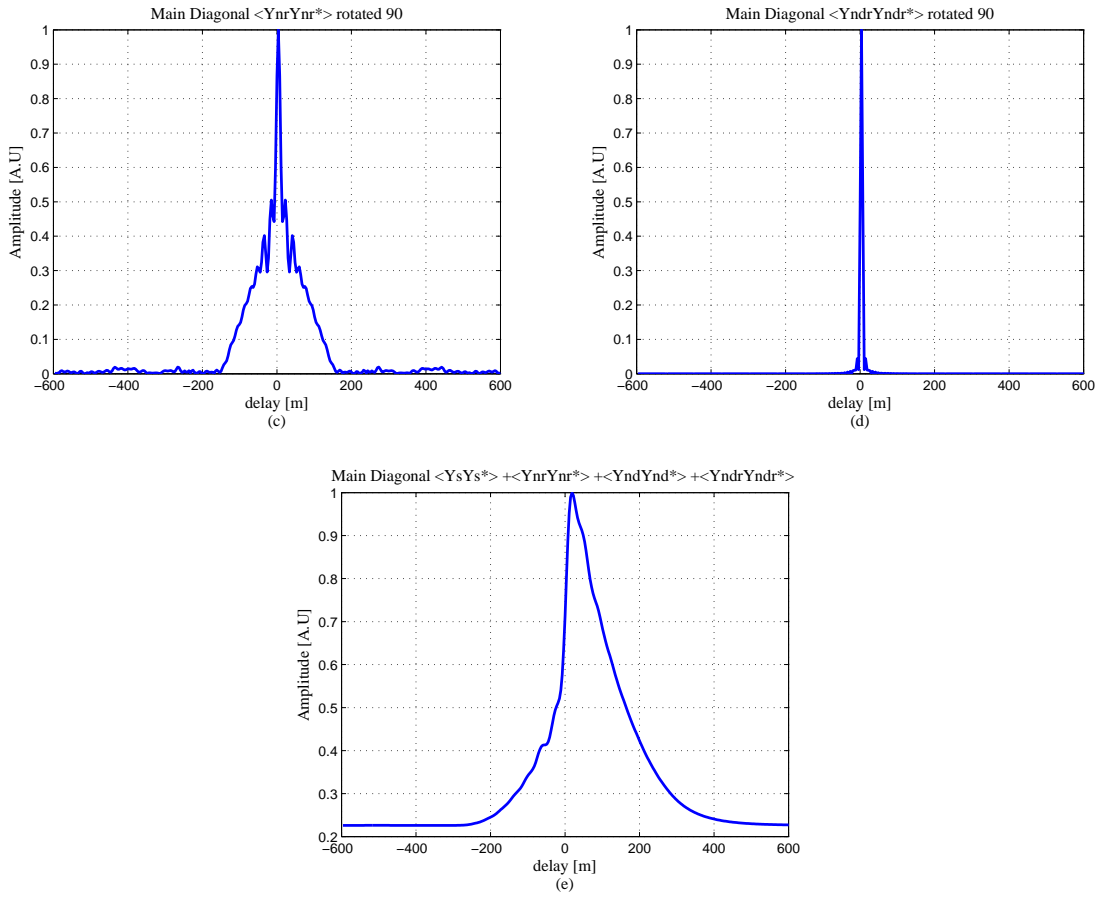 Main Diagonal <YnrYnr*> rotated 90
1
0.9
0.8
0.7
0.6
0.5
0.4
0.3
0.2
0.1
0
Amplitude [A.U]
−600 −400 −200 0 200 400 600
delay [m]
(c)
Main Diagonal <YndrYndr*> rotated 90
1
0.9
0.8
0.7
0.6
0.5
0.4
0.3
0.2
0.1
0
Amplitude [A.U]
−600 −400 −200 0 200 400 600
delay [m]
(d)
Main Diagonal <YsYs*> +<YnrYnr*> +<YndYnd*> +<YndrYndr*>
1
0.9
0.8
0.7
0.6
0.5
0.4
0.3
0.2
Amplitude [A.U]
−600 −400 −200 0 200 400 600
delay [m]
(e)